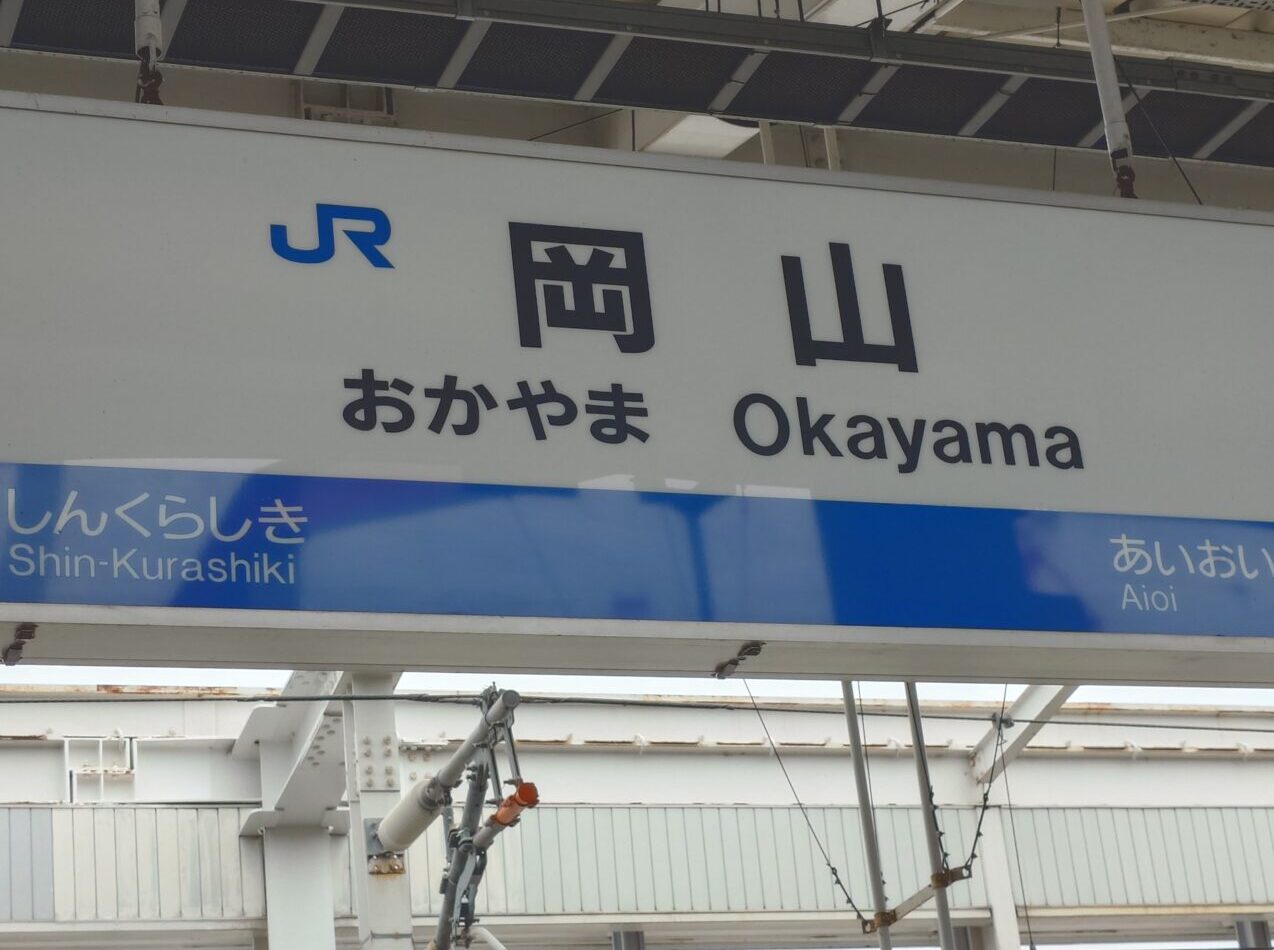 JR 岡山
おかやま Okayama
しんくらしき
Shin-Kurashiki
あいおい
Aioi